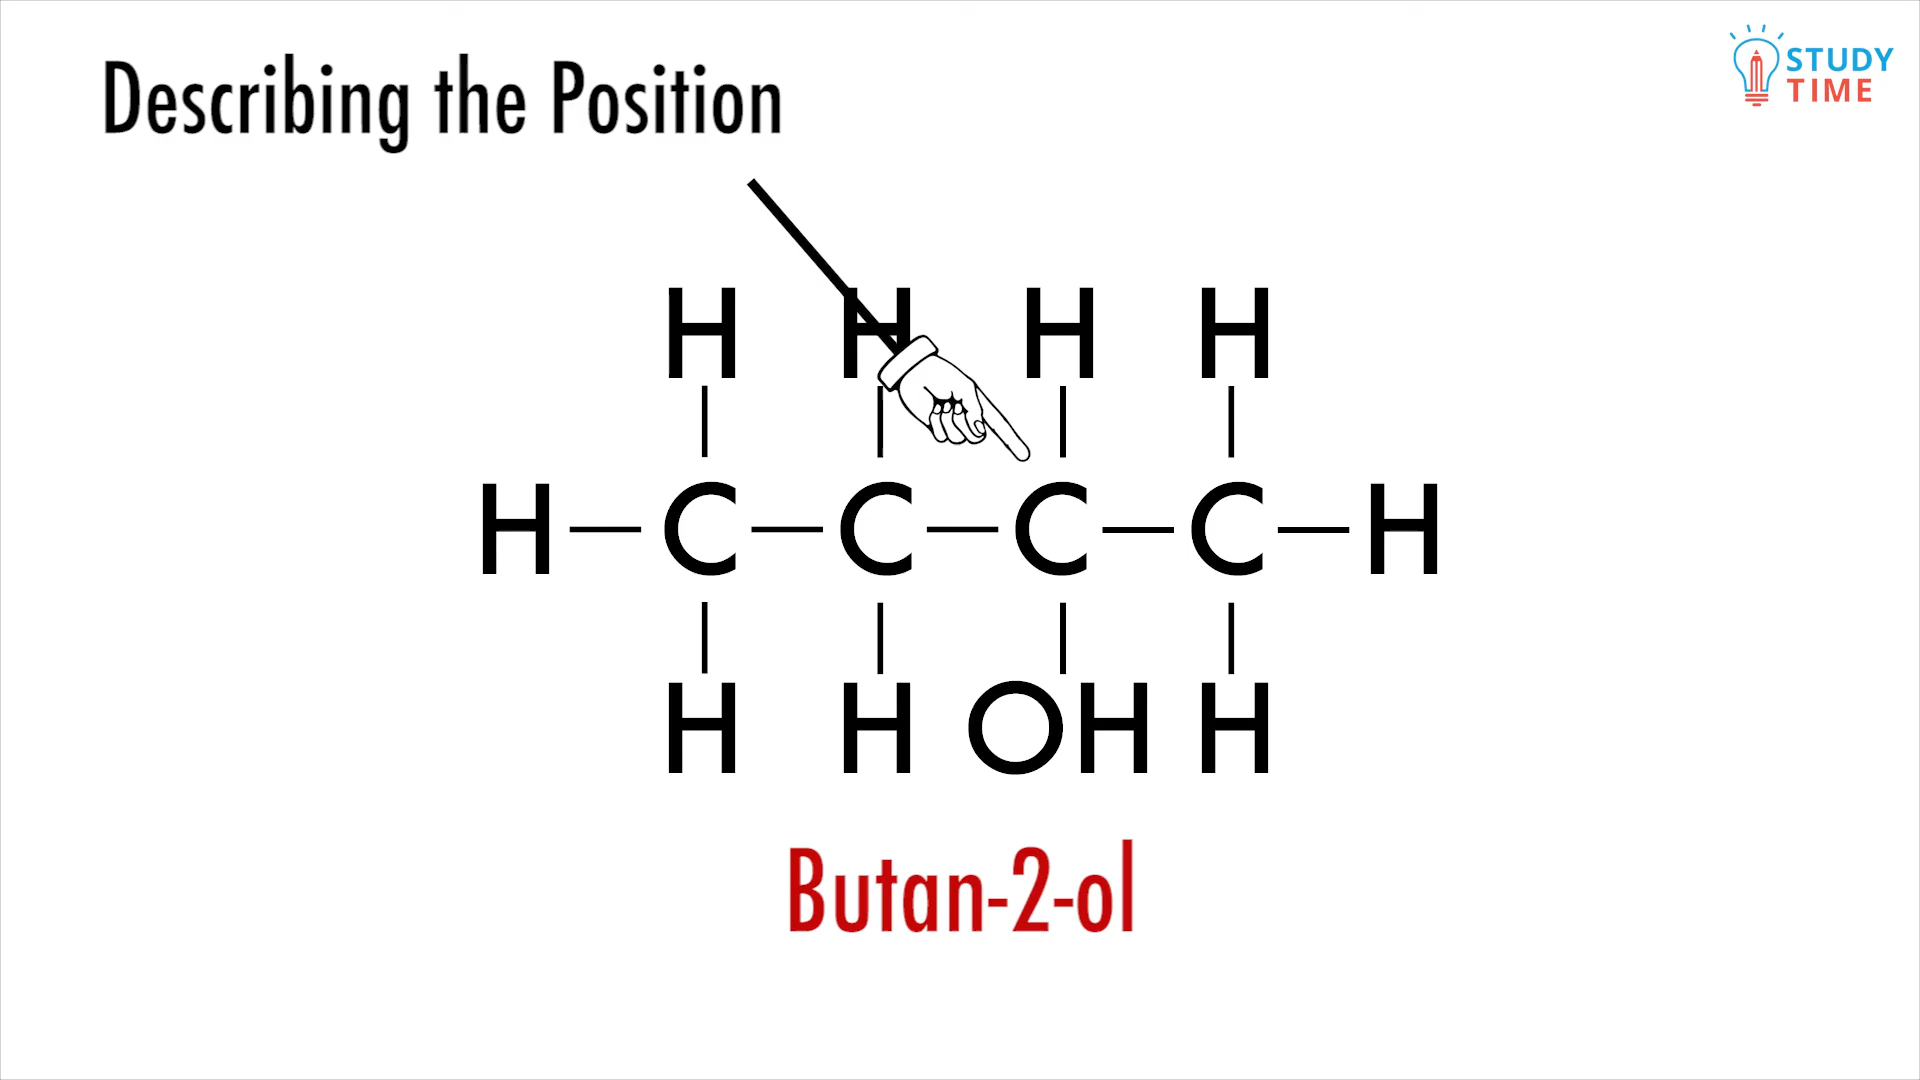 Describing the Position
STUDY
TIME
H H H H
H C C C C H
H H OH H
Butan-2-ol